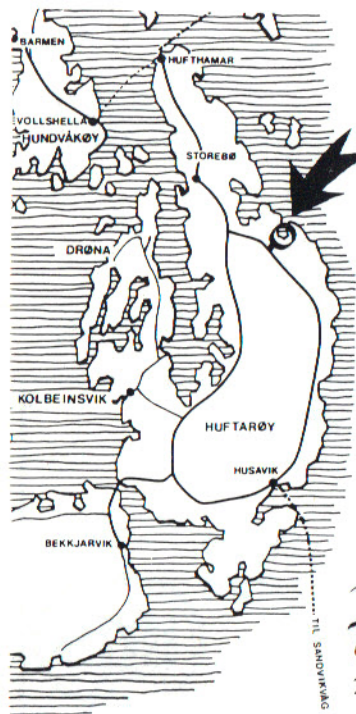 BARMEN
HUFTHAMAR
VOLLSHELLA
HUNDVÅKØY
STOREBØ
DRØNA
KOLBEINSVIK
HUFTARØY
HUSAVIK
BEKKJARVIK
TIL SANDVIKVÅG